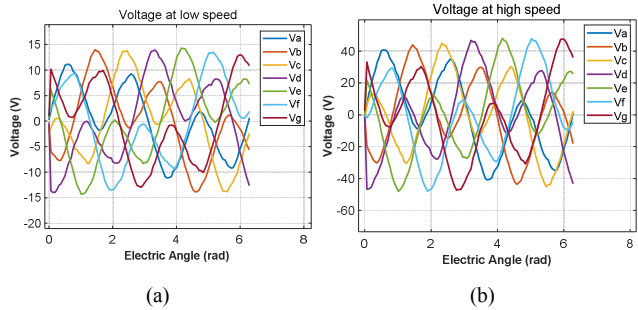 Voltage at low speed
Voltage (V)
15
10
5
0
-5
-10
-15
-20
0
2
4
6
8
Electric Angle (rad)
Va
Vb
Vc
Vd
Ve
Vf
Vg
(a)
Voltage at high speed
Voltage (V)
40
20
0
-20
-40
-60
0
2
4
6
8
Electric Angle (rad)
Va
Vb
Vc
Vd
Ve
Vf
Vg
(b)